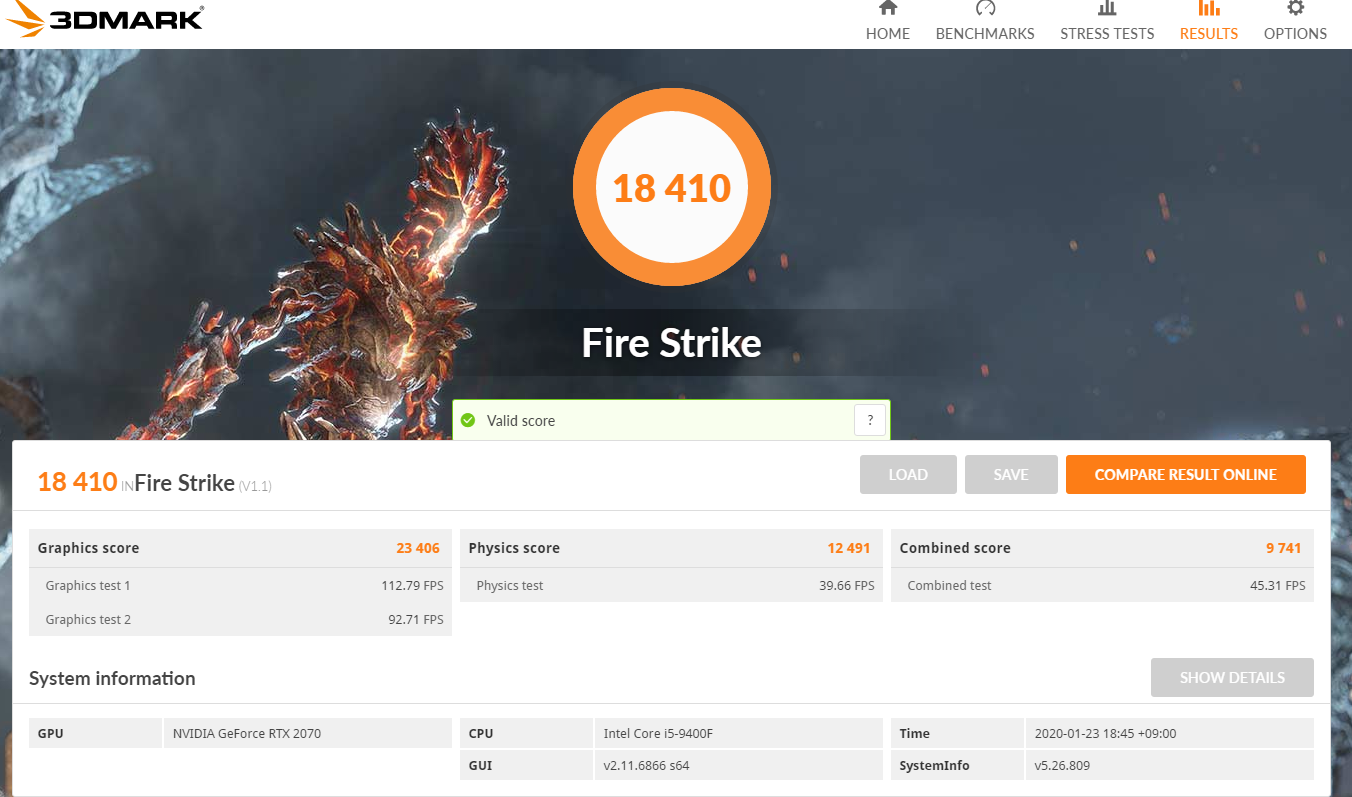 3DMARK®
HOME BENCHMARKS STRESS TESTS RESULTS OPTIONS
18 410
Fire Strike
Valid score ?
18 410 IN Fire Strike (V1.1) LOAD SAVE COMPARE RESULT ONLINE
Graphics score 23 406 Physics score 12 491 Combined score 9 741
Graphics test 1 112.79 FPS Physics test 39.66 FPS Combined test 45.31 FPS
Graphics test 2 92.71 FPS
System information SHOW DETAILS
GPU NVIDIA GeForce RTX 2070 CPU Intel Core i5-9400F Time 2020-01-23 18:45 +09:00
GUI v2.11.6866 s64 SystemInfo v5.26.809